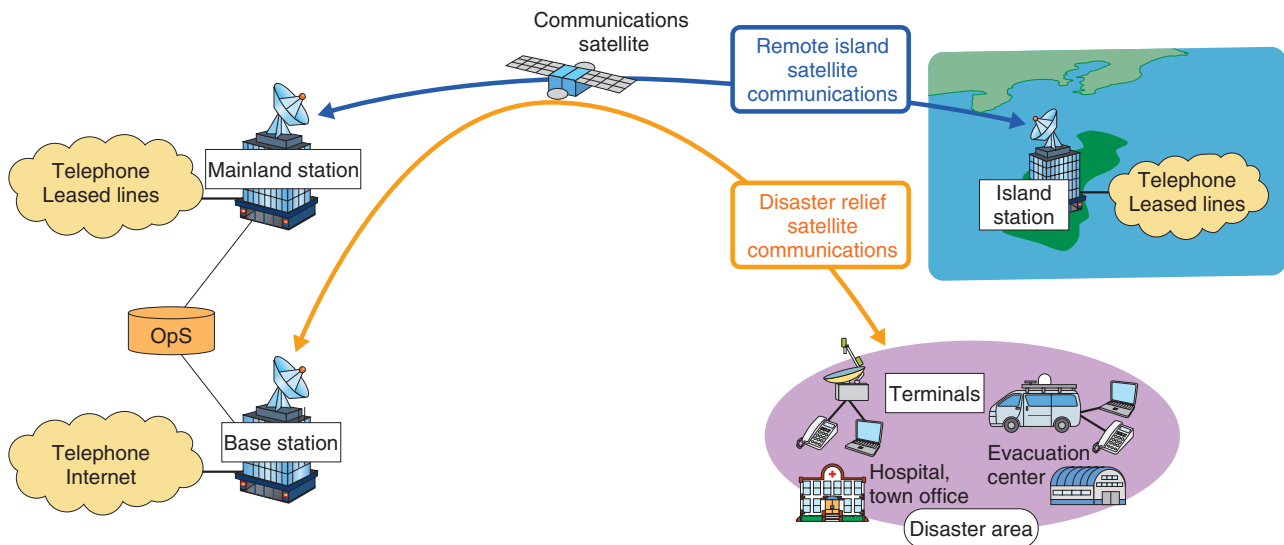 Communications
satellite
Remote island
satellite
communications
Telephone
Leased lines
Mainland station
Island
station
Telephone
Leased lines
Disaster relief
satellite
communications
OpS
Telephone
Internet
Base station
Terminals
Hospital,
town office
Evacuation
center
Disaster area